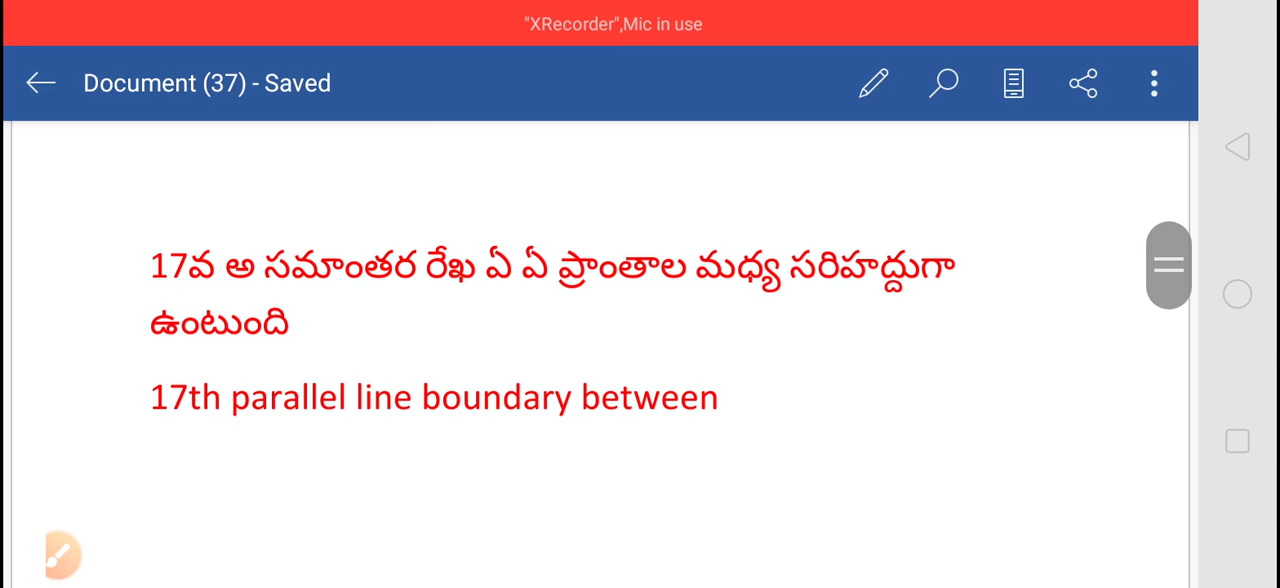 "XRecorder",Mic in use
Document (37) - Saved
17వ అ సమాంతర రేఖ ఏ ఏ ప్రాంతాల మధ్య సరిహద్దుగా
ఉంటుంది
17th parallel line boundary between